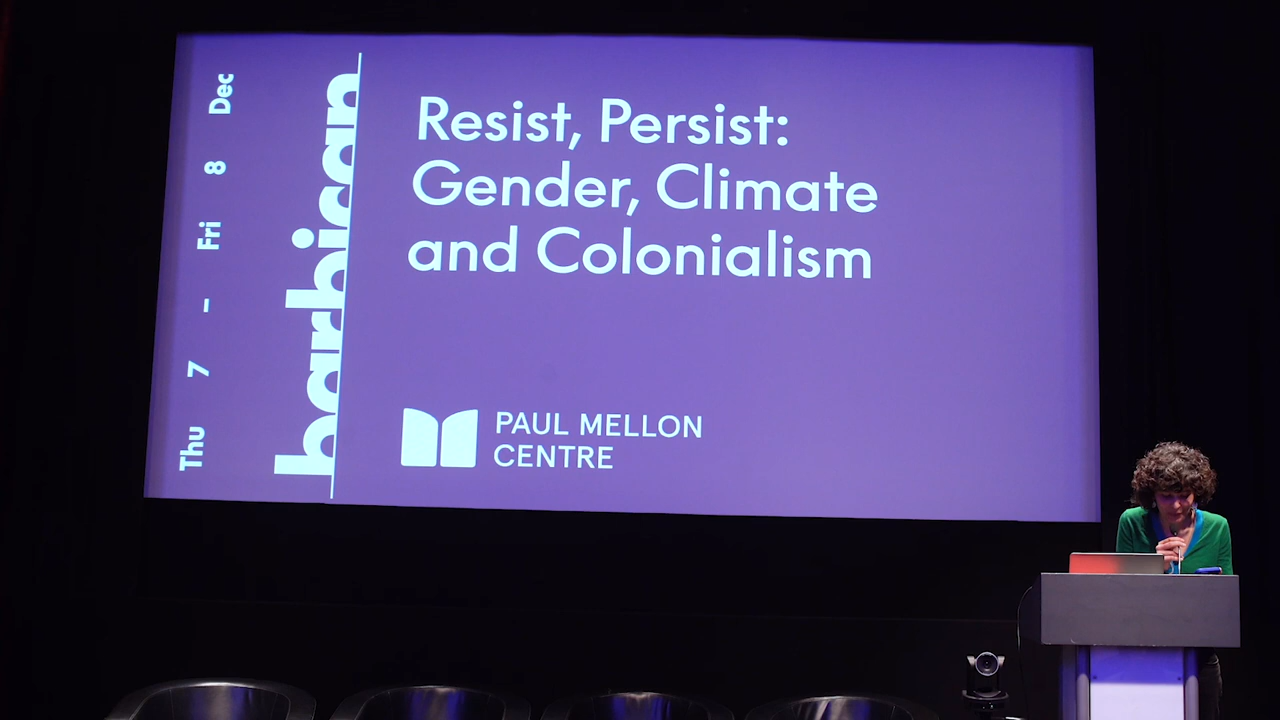 Thu 7 – Fri 8 Dec
barbican
Resist, Persist:
Gender, Climate
and Colonialism
PAUL MELLON
CENTRE